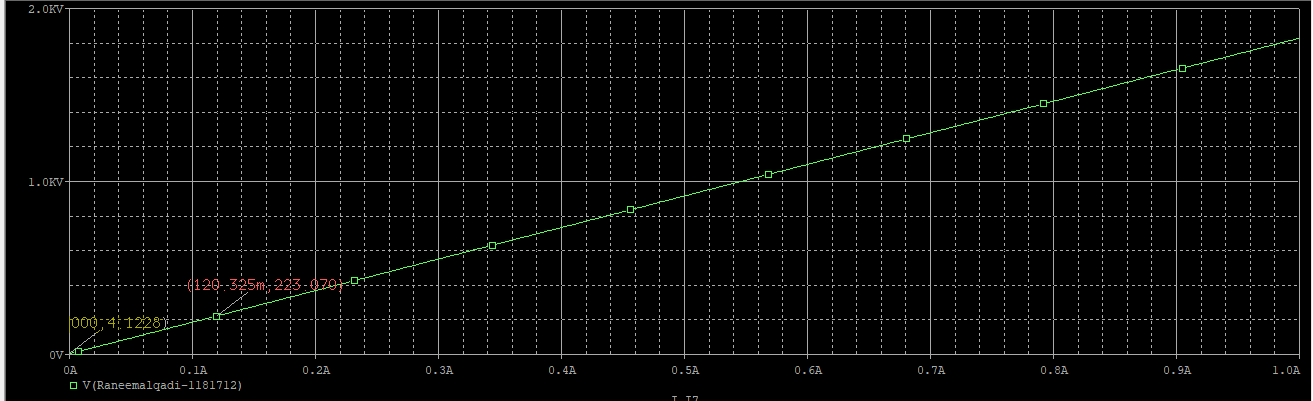 2.0KV
1.0KV
(120.325m,223.079)
000,4.1228)
0V
0A 0.1A 0.2A 0.3A 0.4A 0.5A 0.6A 0.7A 0.8A 0.9A 1.0A
V(Raneemalqadi-1181712)